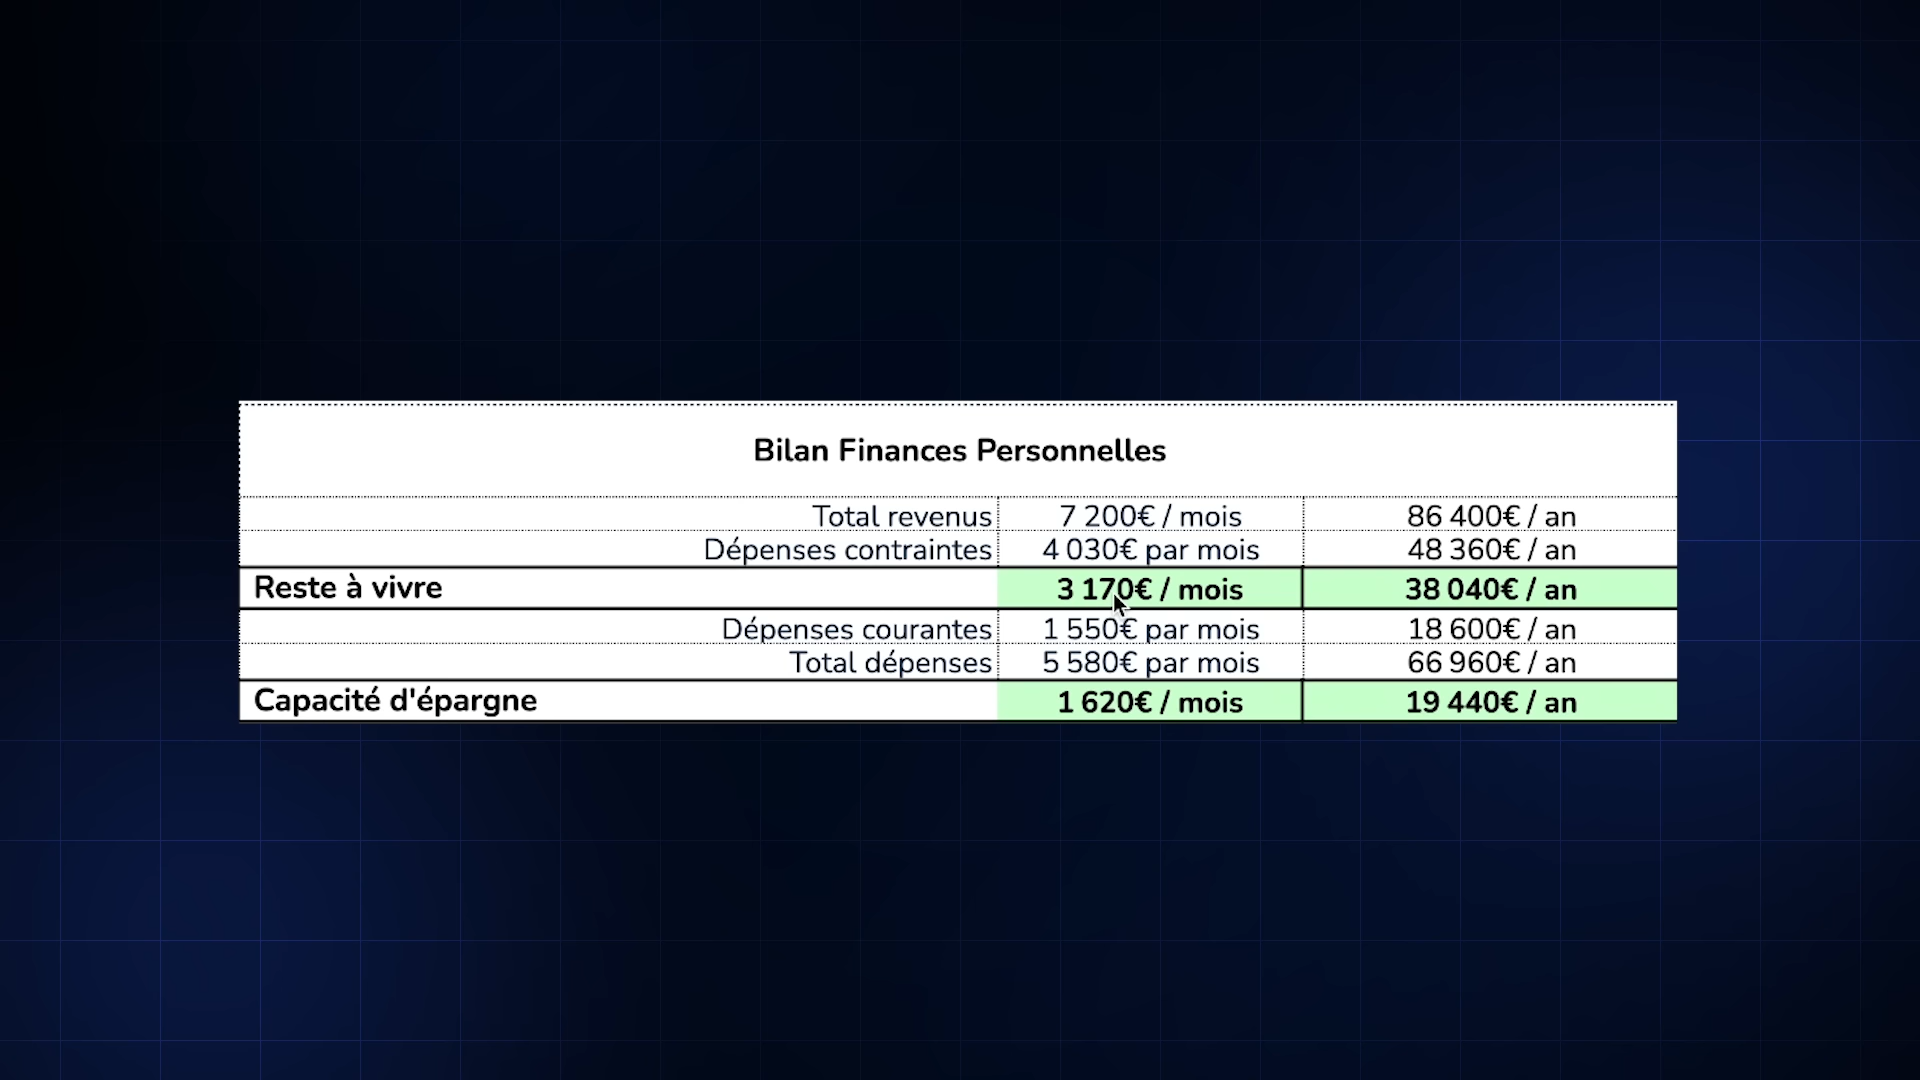 Bilan Finances Personnelles
Total revenus 7 200€ / mois 86 400€ / an
Dépenses contraintes 4 030€ par mois 48 360€ / an
Reste à vivre 3 170€ / mois 38 040€ / an
Dépenses courantes 1 550€ par mois 18 600€ / an
Total dépenses 5 580€ par mois 66 960€ / an
Capacité d'épargne 1 620€ / mois 19 440€ / an